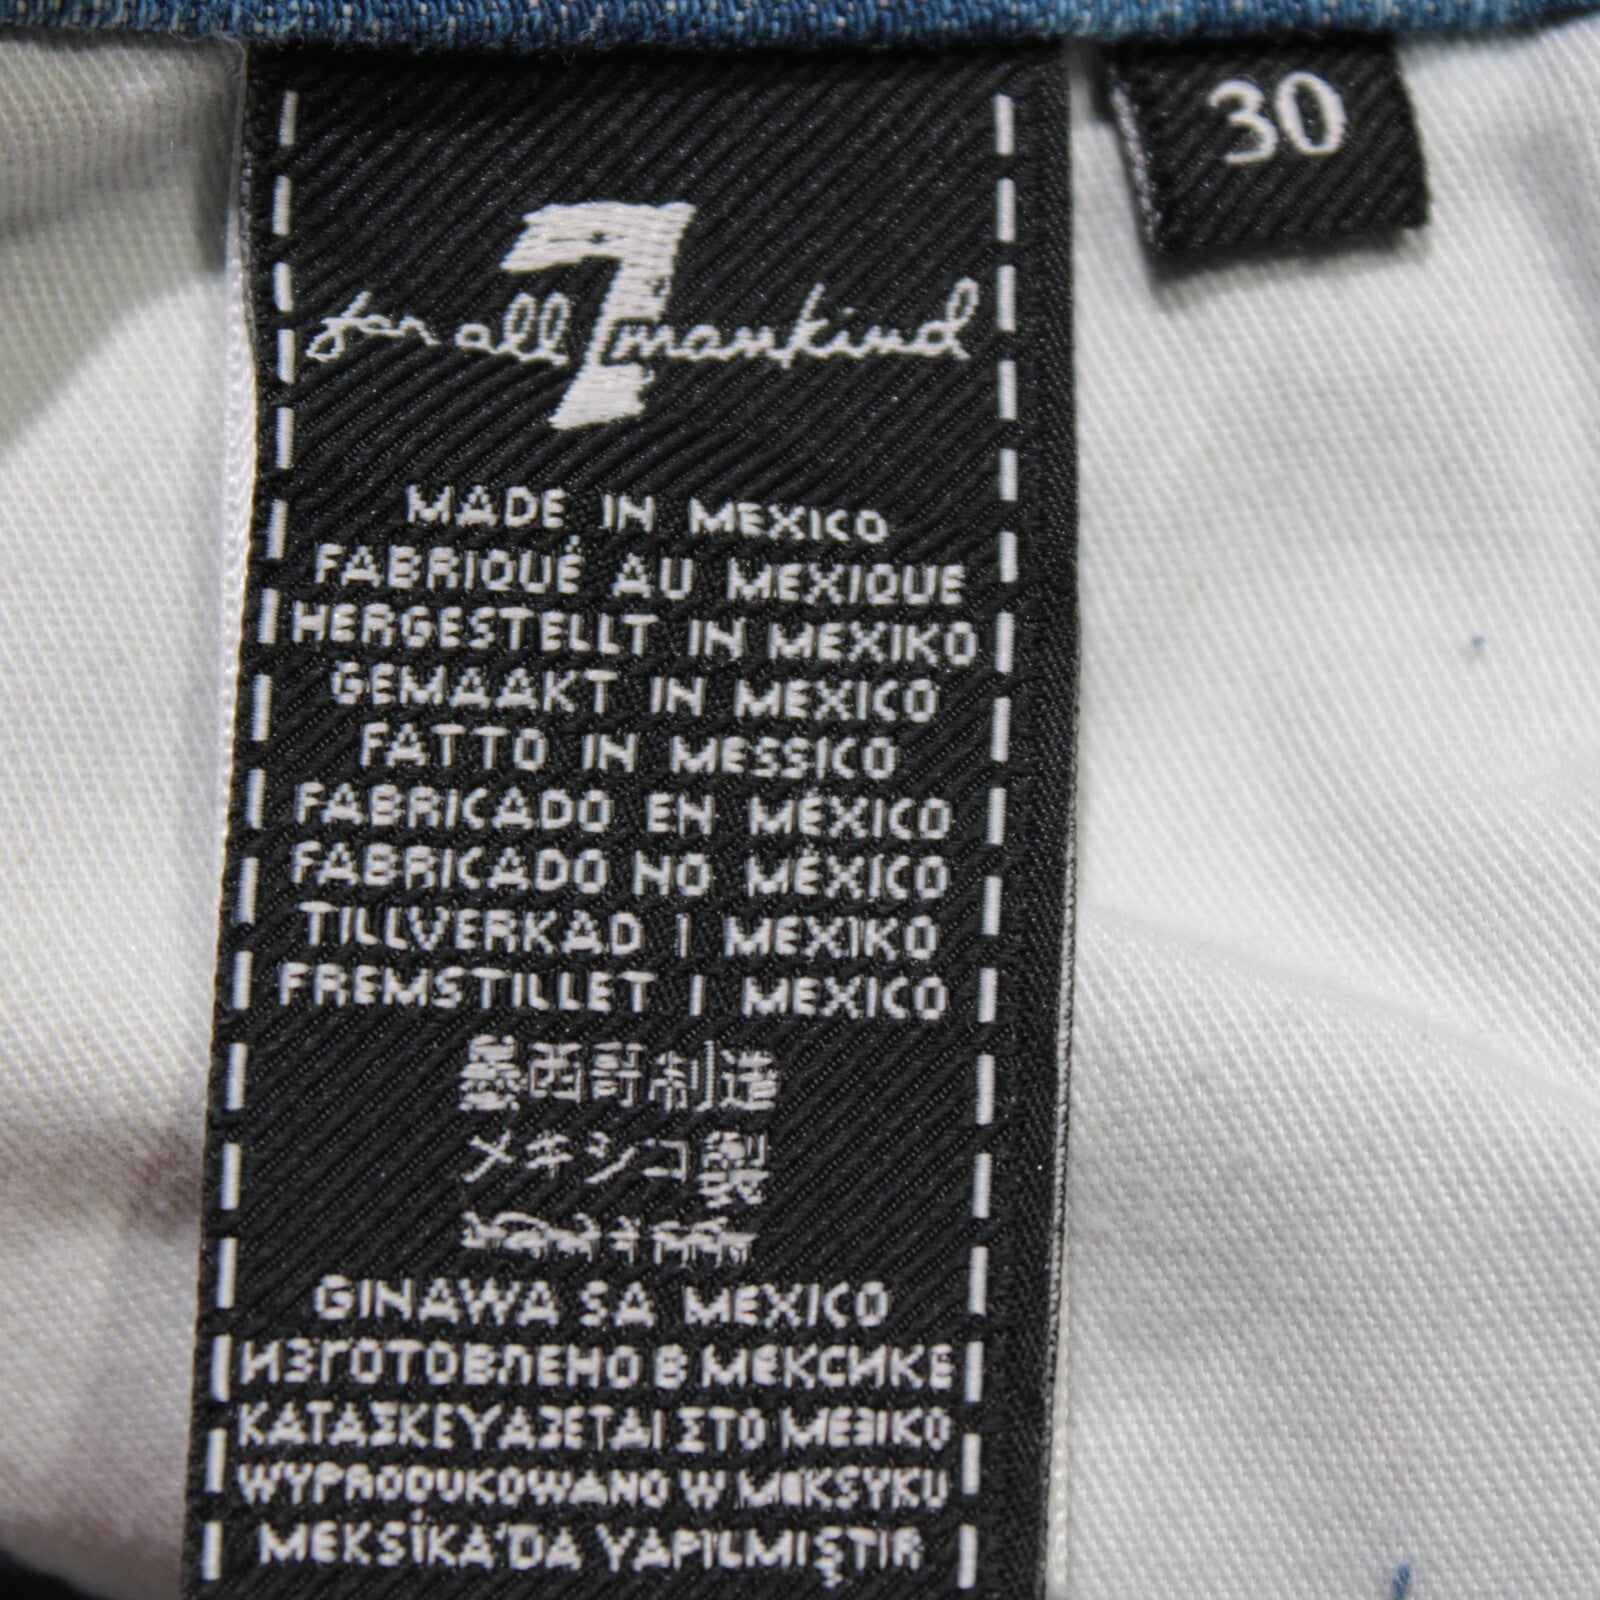 30
7
for all mankind
MADE IN MEXICO
FABRIQUÉ AU MEXIQUE
HERGESTELLT IN MEXIKO
GEMAAKT IN MEXICO
FATTO IN MESSICO
FABRICADO EN MÉXICO
FABRICADO NO MÉXICO
TILLVERKAD I MEXIKO
FREMSTILLET I MEXICO
墨西哥制造
メキシコ製
GINAWA SA MEXICO
ИЗГОТОВЛЕНО В МЕКСИКЕ
ΚΑΤΑΣΚΕΥΑΖΕΤΑΙ ΣΤΟ ΜΕΞΙΚΟ
WYPRODUKOWANO W MEKSYKU
MEKSİKA'DA YAPILMIŞTIR